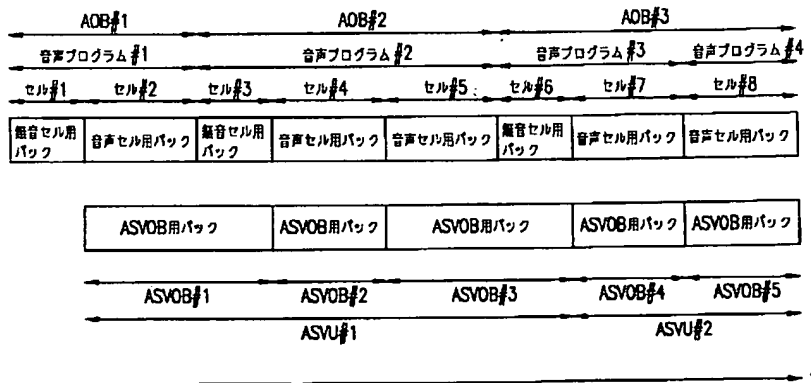 AOB#1 AOB#2 AOB#3
音声プログラム#1 音声プログラム#2 音声プログラム#3 音声プログラム#4
セル#1 セル#2 セル#3 セル#4 セル#5 セル#6 セル#7 セル#8
無音セル用パック 音声セル用パック 無音セル用パック 音声セル用パック 音声セル用パック 無音セル用パック 音声セル用パック 音声セル用パック
ASVOB用パック ASVOB用パック ASVOB用パック ASVOB用パック ASVOB用パック
ASVOB#1 ASVOB#2 ASVOB#3 ASVOB#4 ASVOB#5
ASVU#1 ASVU#2